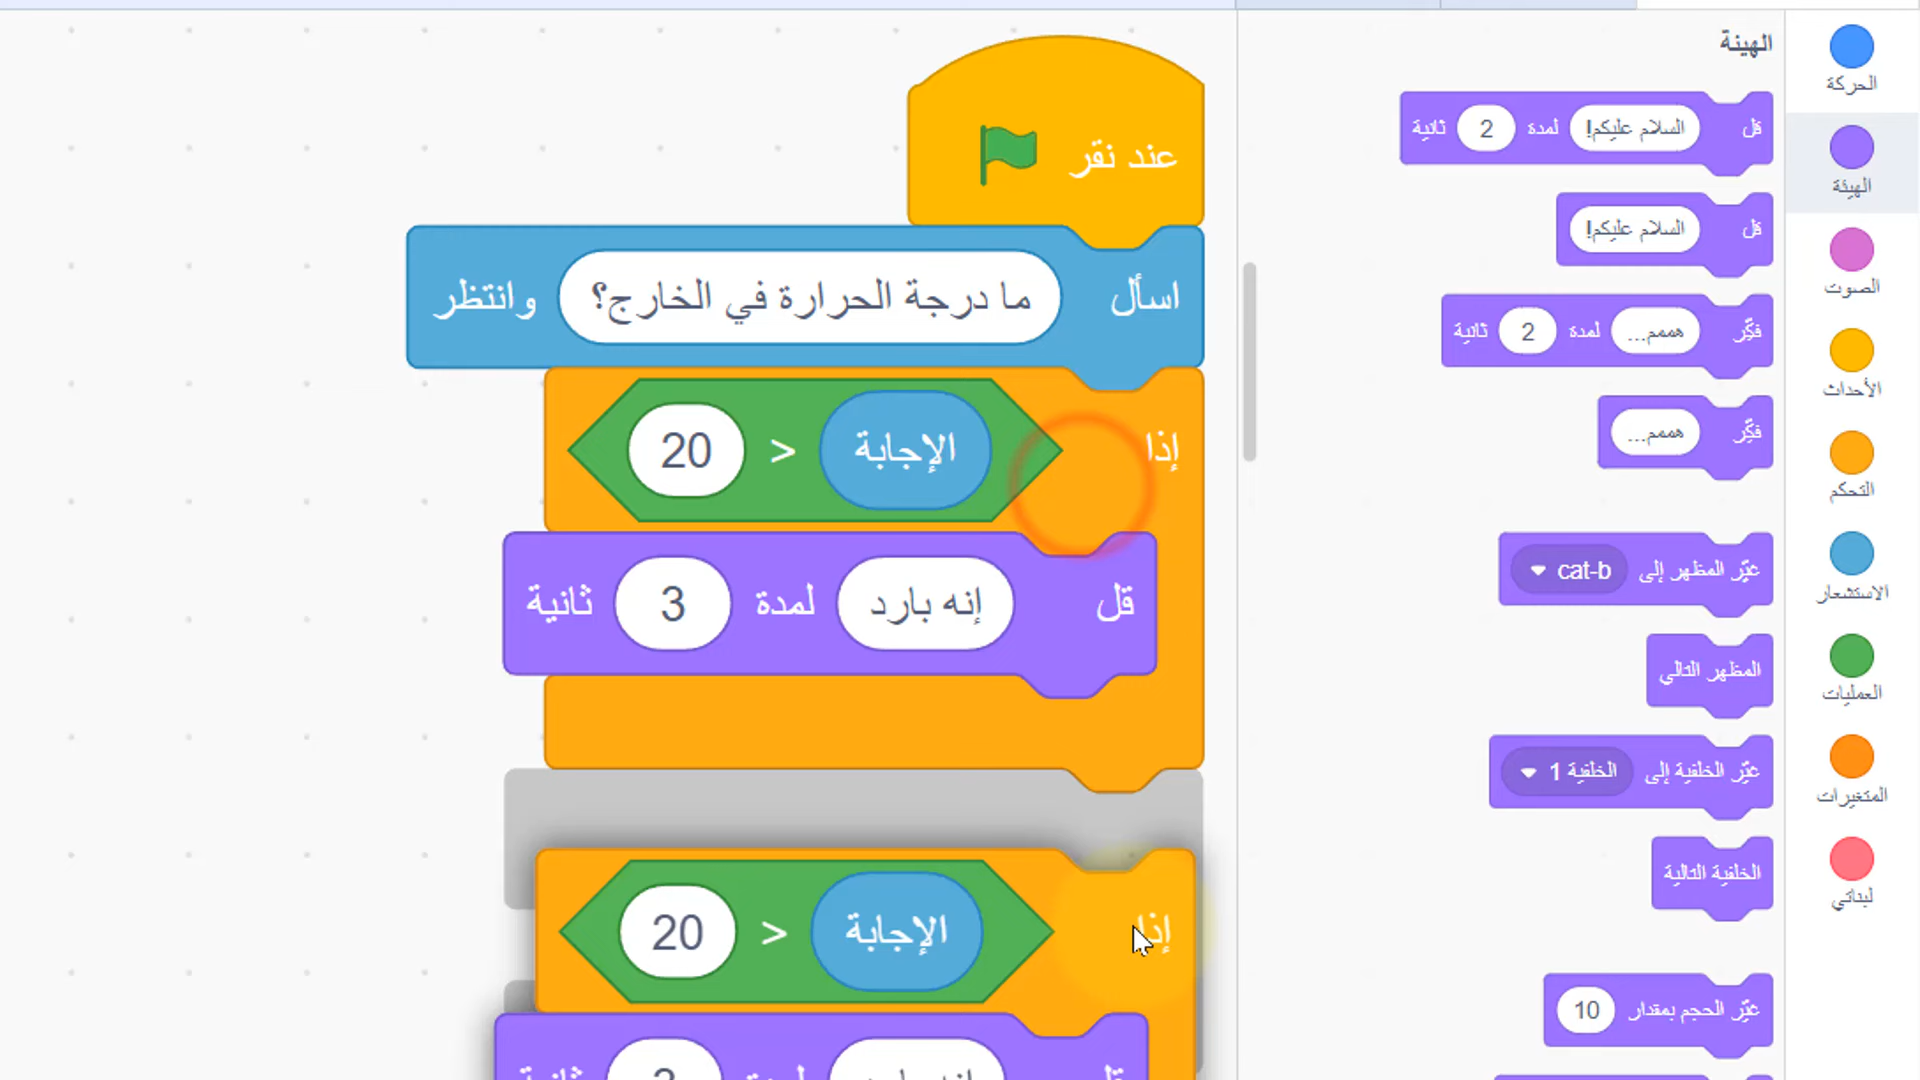 الهيئة
قل السلام عليكم! لمدة 2 ثانية
قل السلام عليكم!
فكّر هممم... لمدة 2 ثانية
فكّر هممم...
غيّر المظهر إلى cat-b
المظهر التالي
غيّر الخلفية إلى الخلفية 1
الخلفية التالية
غيّر الحجم بمقدار 10
الحركة
الهيئة
الصوت
الأحداث
التحكم
الاستشعار
العمليات
المتغيرات
لبناتي
عند نقر
اسأل ما درجة الحرارة في الخارج؟ وانتظر
إذا الإجابة > 20
قل إنه بارد لمدة 3 ثانية
إذا الإجابة > 20